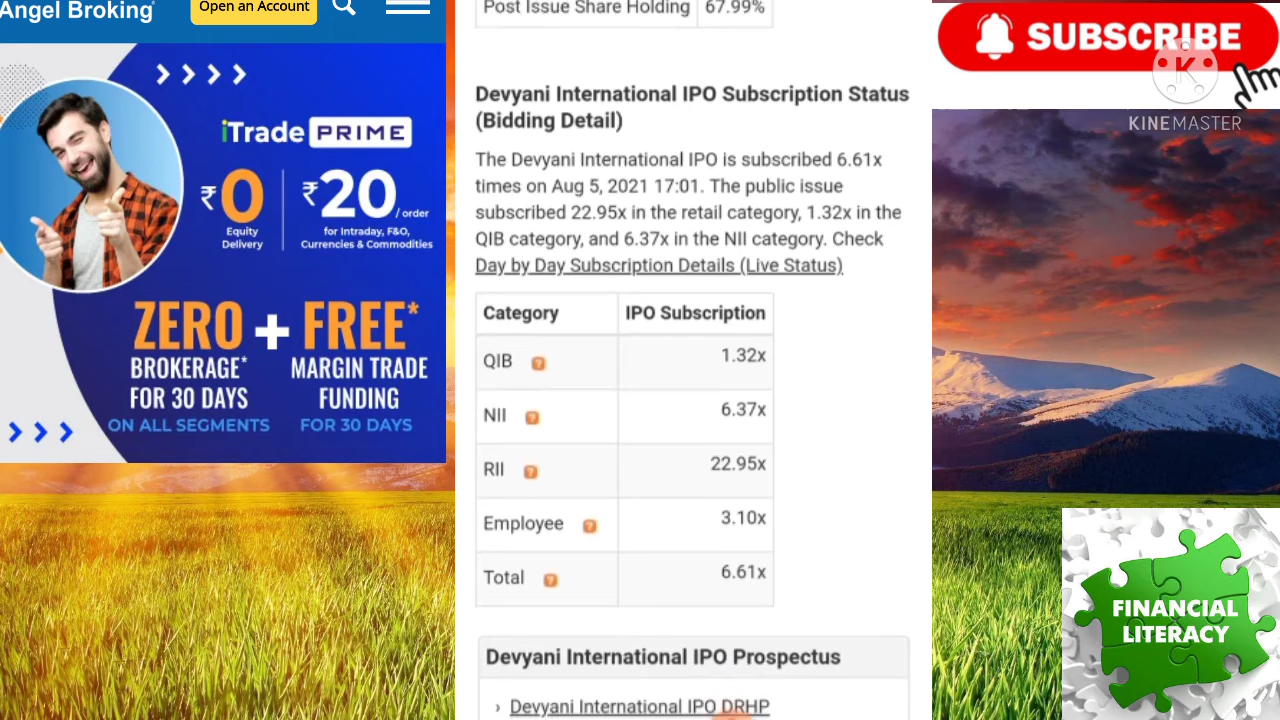 Angel Broking
Open an Account
iTrade PRIME
₹0
Equity
Delivery
₹20/ order
for Intraday, F&O,
Currencies & Commodities
ZERO + FREE*
BROKERAGE*
FOR 30 DAYS
ON ALL SEGMENTS
MARGIN TRADE
FUNDING
FOR 30 DAYS
Post Issue Share Holding 67.99%
Devyani International IPO Subscription Status
(Bidding Detail)
The Devyani International IPO is subscribed 6.61x
times on Aug 5, 2021 17:01. The public issue
subscribed 22.95x in the retail category, 1.32x in the
QIB category, and 6.37x in the NII category. Check
Day by Day Subscription Details (Live Status)
Category IPO Subscription
QIB 1.32x
NII 6.37x
RII 22.95x
Employee 3.10x
Total 6.61x
Devyani International IPO Prospectus
› Devyani International IPO DRHP
SUBSCRIBE
K
KINEMASTER
FINANCIAL
LITERACY